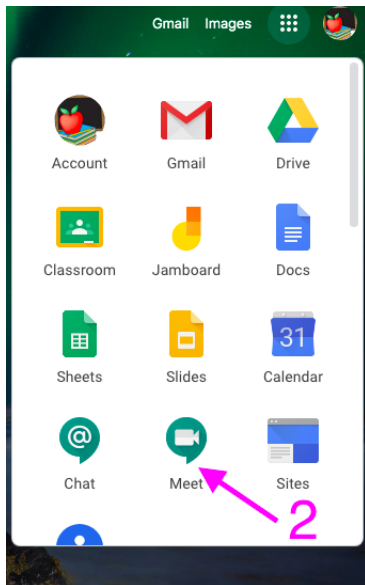 Gmail Images
Account Gmail Drive
Classroom Jamboard Docs
31
Sheets Slides Calendar
@
Chat Meet Sites
2